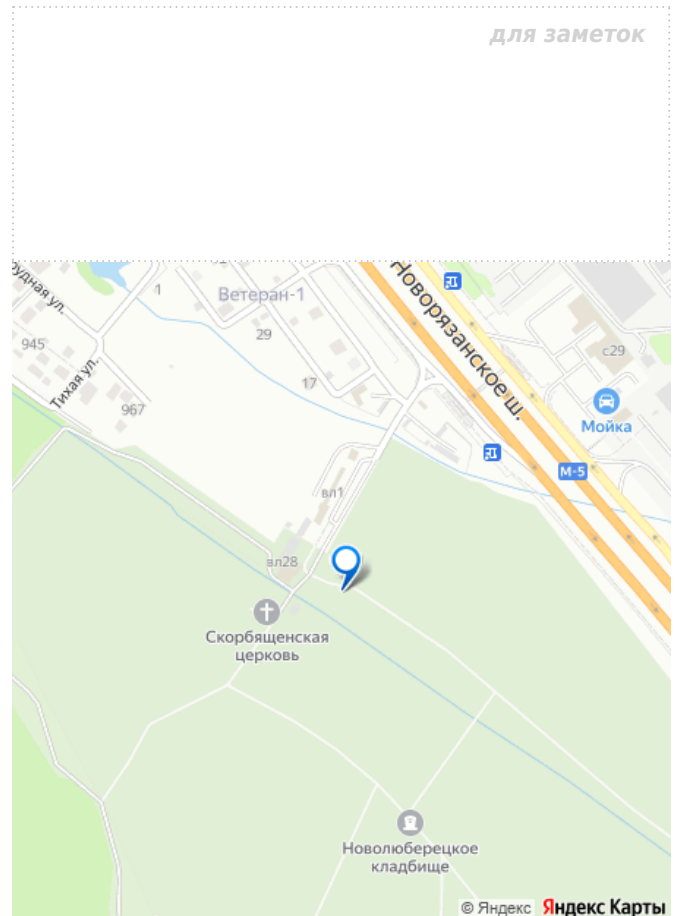 для заметок
Новорязанское ш.
Ветеран-1
1
29
945
Тихая ул.
17
967
с29
Мойка
М-5
вл1
вл28
Скорбященская
церковь
Новолюберецкое
кладбище
© Яндекс Яндекс Карты